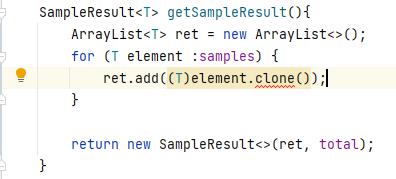 SampleResult<T> getSampleResult(){
ArrayList<T> ret = new ArrayList<>();
for (T element :samples) {
ret.add((T)element.clone());
}
return new SampleResult<>(ret, total);
}